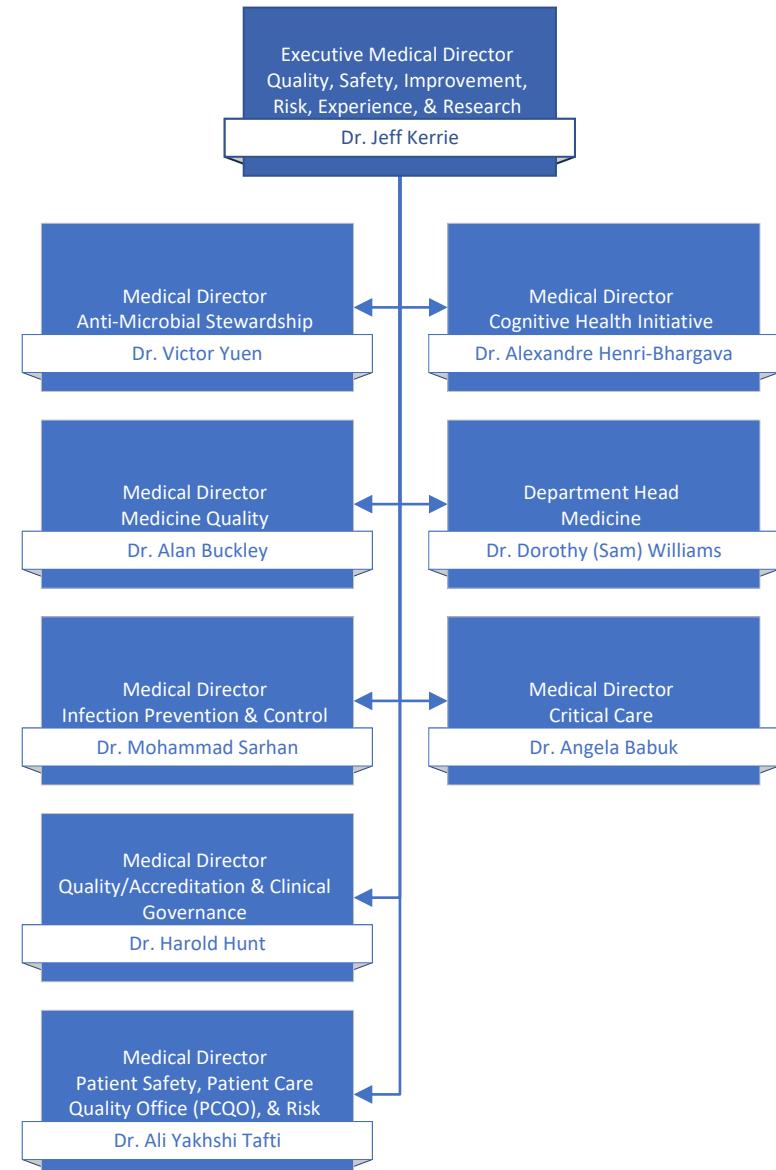 Executive Medical Director
Quality, Safety, Improvement,
Risk, Experience, & Research
Dr. Jeff Kerrie
Medical Director
Anti-Microbial Stewardship
Dr. Victor Yuen
Medical Director
Cognitive Health Initiative
Dr. Alexandre Henri-Bhargava
Medical Director
Medicine Quality
Dr. Alan Buckley
Department Head
Medicine
Dr. Dorothy (Sam) Williams
Medical Director
Infection Prevention & Control
Dr. Mohammad Sarhan
Medical Director
Critical Care
Dr. Angela Babuk
Medical Director
Quality/Accreditation & Clinical
Governance
Dr. Harold Hunt
Medical Director
Patient Safety, Patient Care
Quality Office (PCQO), & Risk
Dr. Ali Yakhshi Tafti